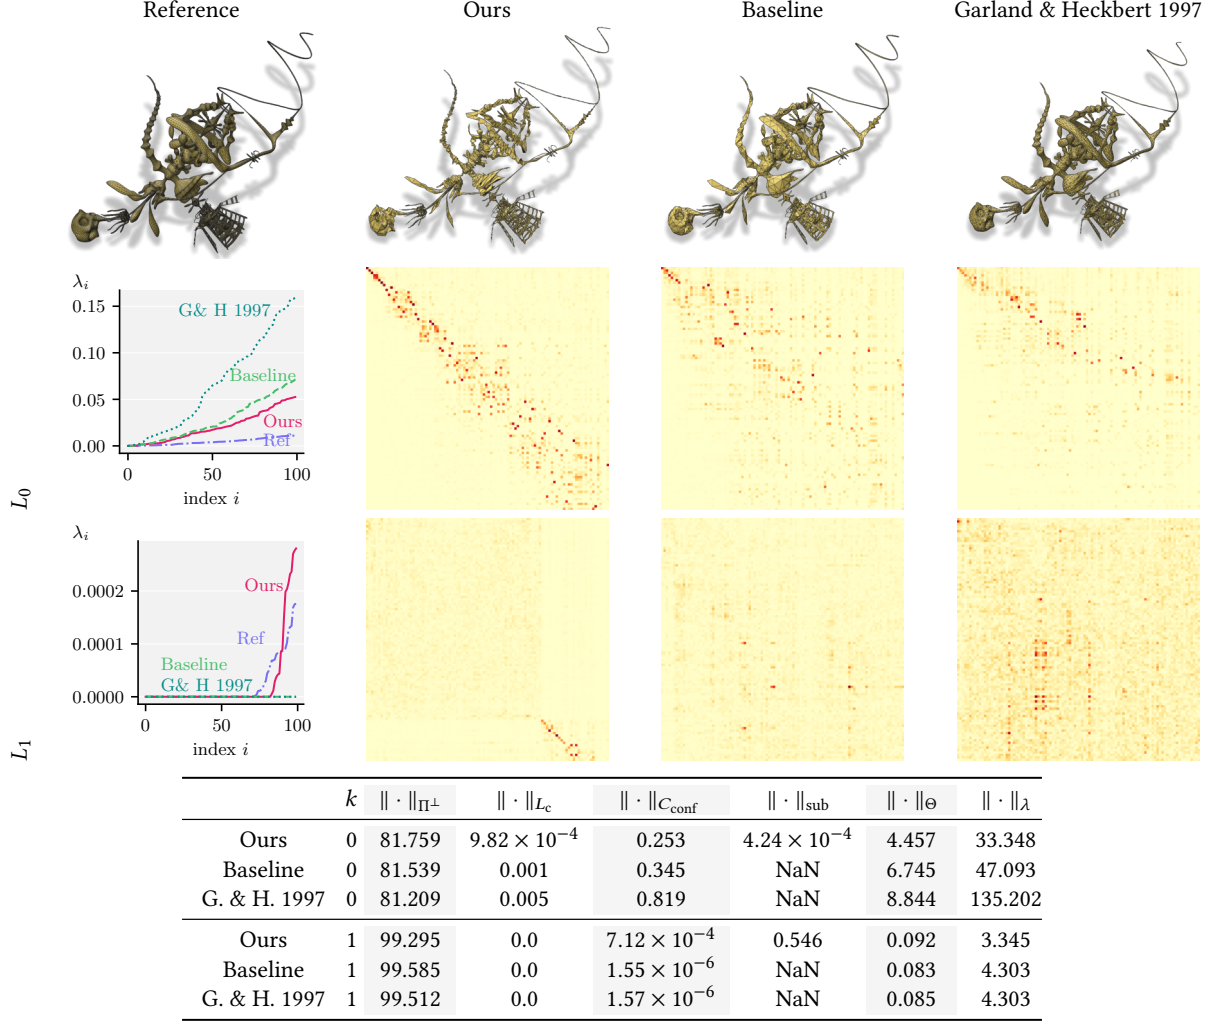 Reference Ours Baseline Garland & Heckbert 1997
λᵢ
0.15
0.10
0.05
0.00
G& H 1997
Baseline
Ours
Ref
0 50 100
index i
L₀
λᵢ
0.0002
0.0001
0.0000
Ours
Ref
Baseline
G& H 1997
0 50 100
index i
L₁
k ‖ · ‖_Π⊥ ‖ · ‖_Lc ‖ · ‖_Cconf ‖ · ‖_sub ‖ · ‖_Θ ‖ · ‖_λ
Ours 0 81.759 9.82 × 10⁻⁴ 0.253 4.24 × 10⁻⁴ 4.457 33.348
Baseline 0 81.539 0.001 0.345 NaN 6.745 47.093
G. & H. 1997 0 81.209 0.005 0.819 NaN 8.844 135.202
Ours 1 99.295 0.0 7.12 × 10⁻⁴ 0.546 0.092 3.345
Baseline 1 99.585 0.0 1.55 × 10⁻⁶ NaN 0.083 4.303
G. & H. 1997 1 99.512 0.0 1.57 × 10⁻⁶ NaN 0.085 4.303